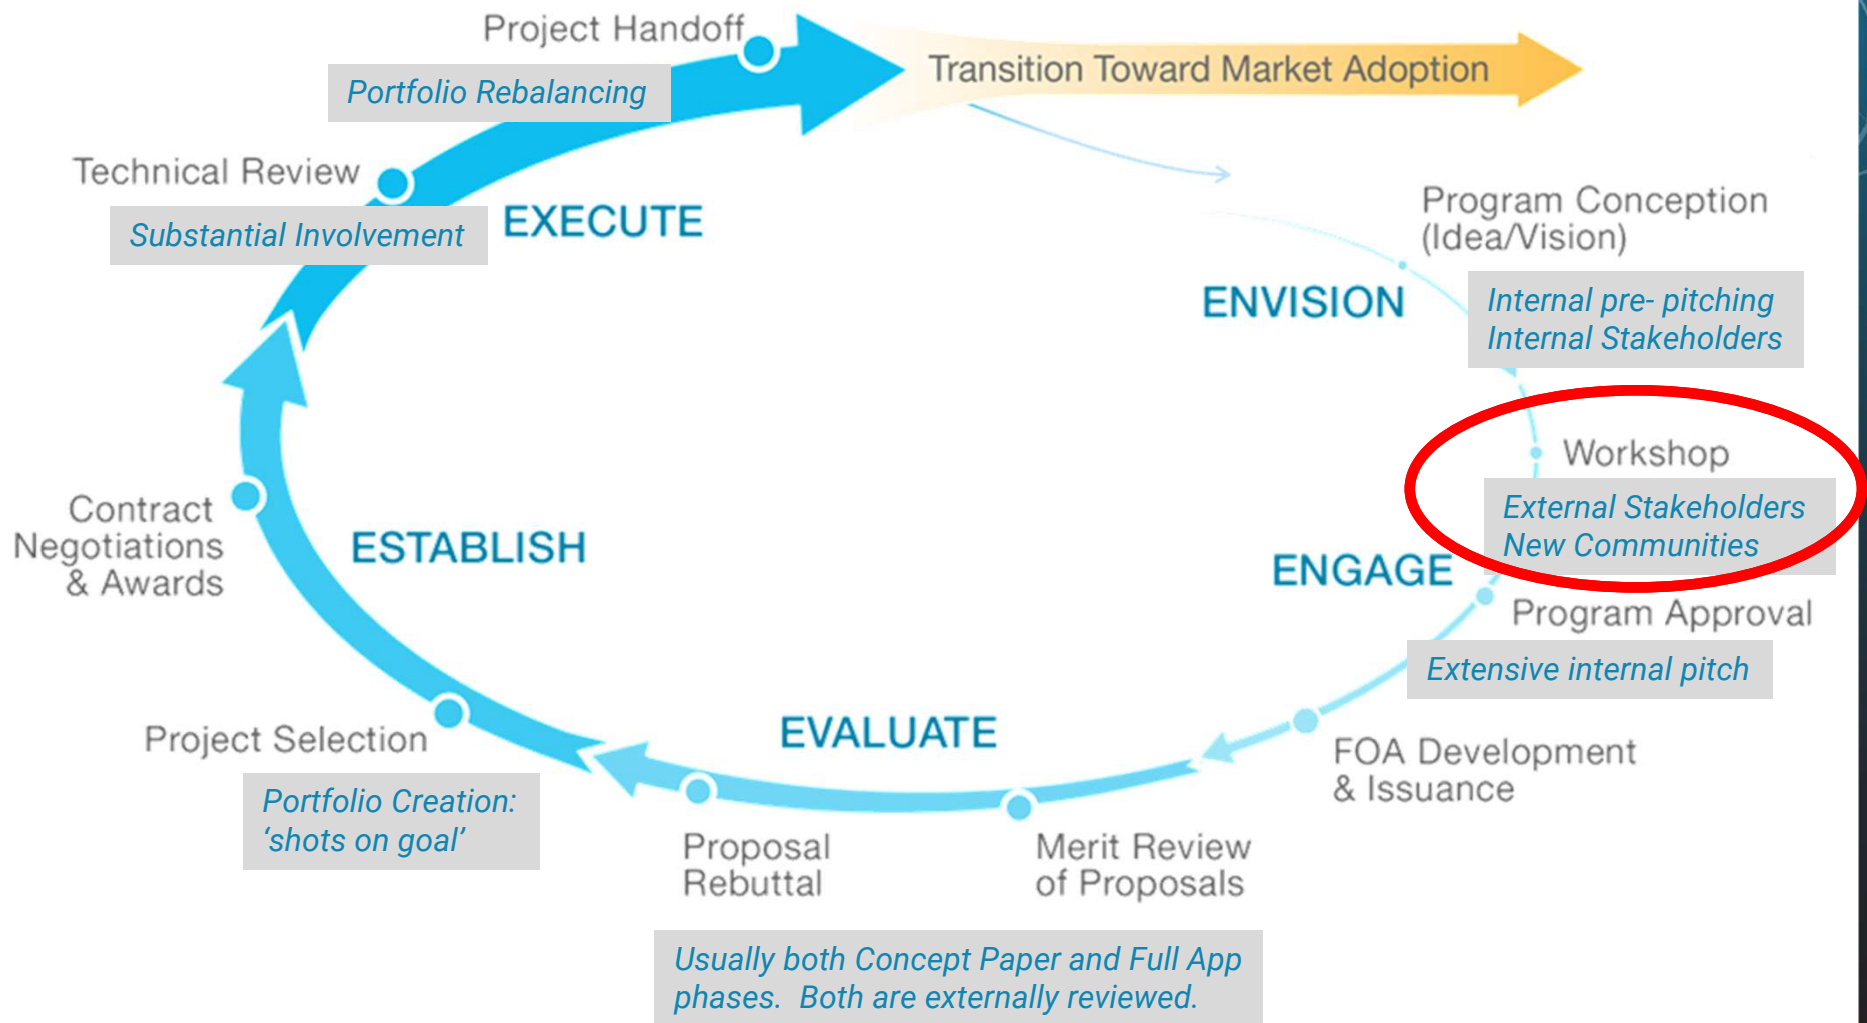 Project Handoff
Transition Toward Market Adoption
Portfolio Rebalancing
Technical Review
Substantial Involvement
EXECUTE
Program Conception
(Idea/Vision)
ENVISION
Internal pre- pitching
Internal Stakeholders
Workshop
External Stakeholders
New Communities
ENGAGE
Program Approval
Extensive internal pitch
FOA Development
& Issuance
EVALUATE
Merit Review
of Proposals
Proposal
Rebuttal
Usually both Concept Paper and Full App
phases.  Both are externally reviewed.
Project Selection
Portfolio Creation:
‘shots on goal’
ESTABLISH
Contract
Negotiations
& Awards